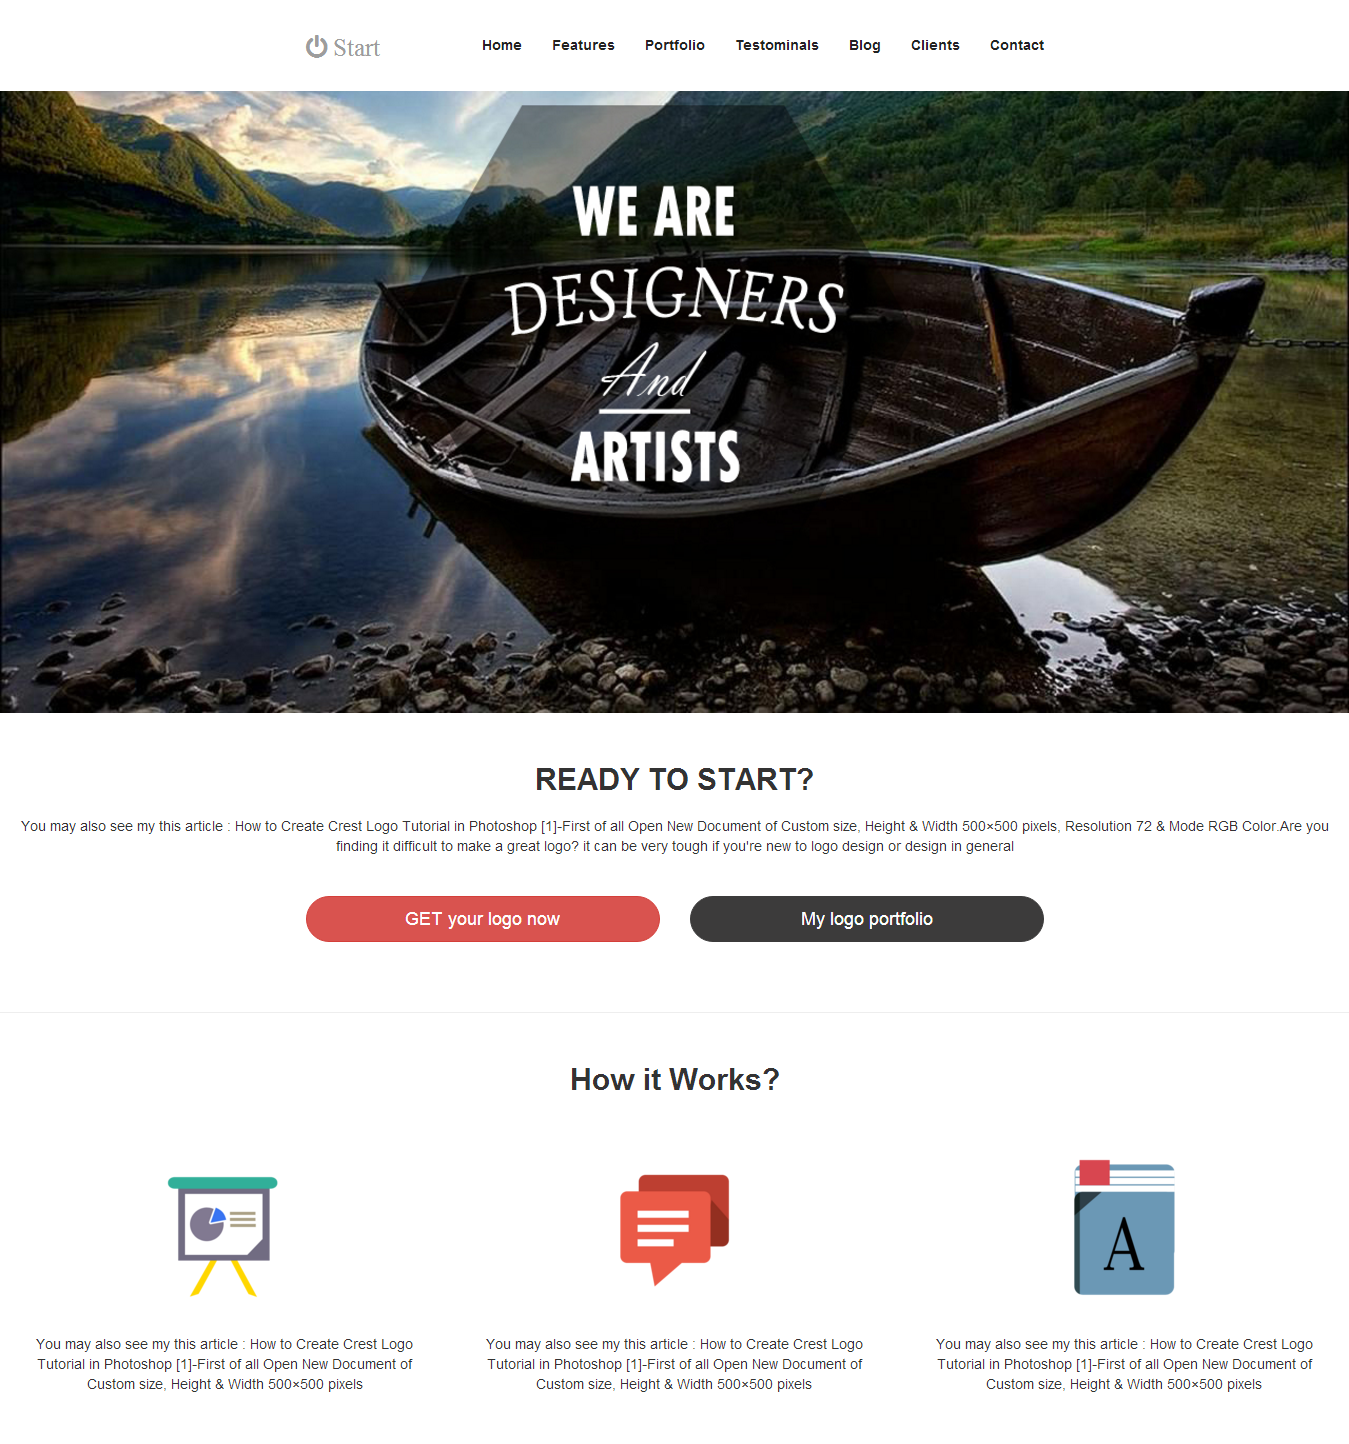 Start
Home Features Portfolio Testominals Blog Clients Contact
WE ARE
DESIGNERS
And
ARTISTS
READY TO START?
You may also see my this article : How to Create Crest Logo Tutorial in Photoshop [1]-First of all Open New Document of Custom size, Height & Width 500×500 pixels, Resolution 72 & Mode RGB Color.Are you
finding it difficult to make a great logo? it can be very tough if you're new to logo design or design in general
GET your logo now
My logo portfolio
How it Works?
A
You may also see my this article : How to Create Crest Logo
Tutorial in Photoshop [1]-First of all Open New Document of
Custom size, Height & Width 500×500 pixels
You may also see my this article : How to Create Crest Logo
Tutorial in Photoshop [1]-First of all Open New Document of
Custom size, Height & Width 500×500 pixels
You may also see my this article : How to Create Crest Logo
Tutorial in Photoshop [1]-First of all Open New Document of
Custom size, Height & Width 500×500 pixels